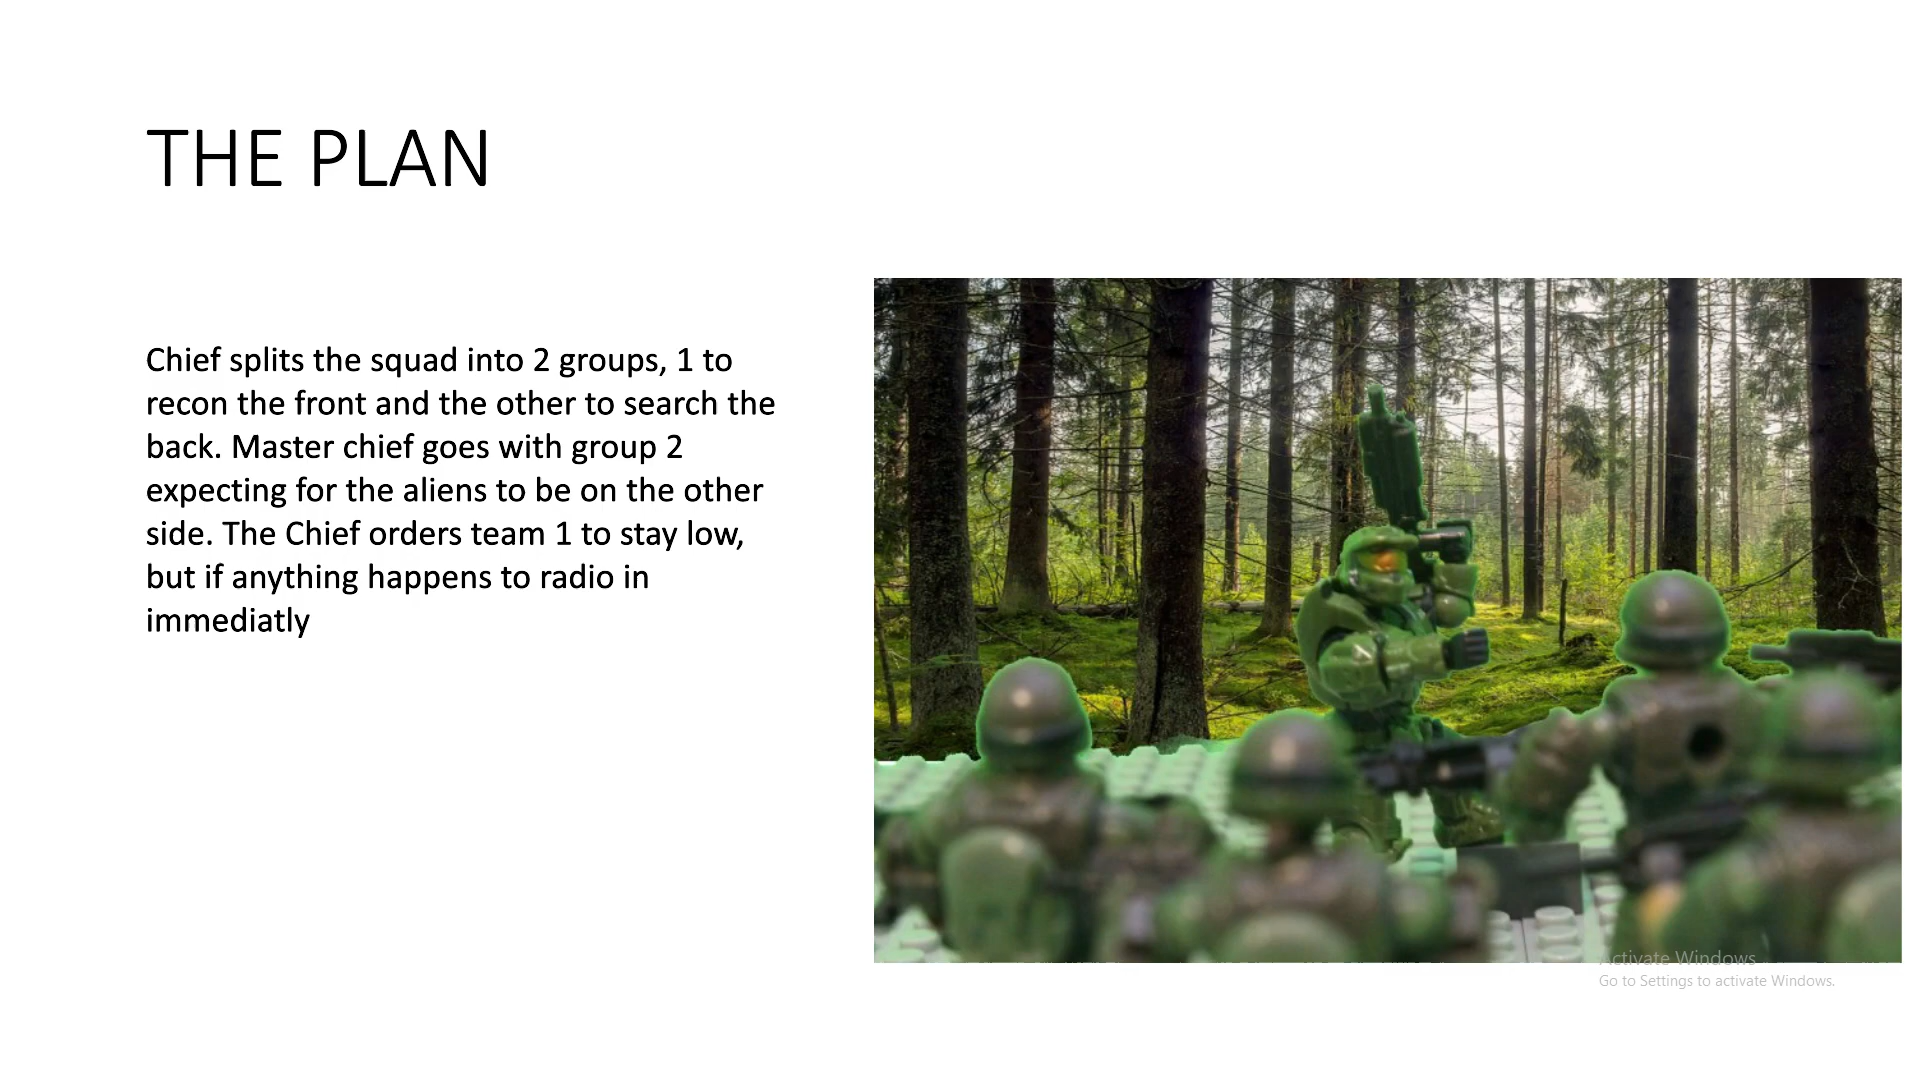 THE PLAN
Chief splits the squad into 2 groups, 1 to
recon the front and the other to search the
back. Master chief goes with group 2
expecting for the aliens to be on the other
side. The Chief orders team 1 to stay low,
but if anything happens to radio in
immediatly
Activate Windows
Go to Settings to activate Windows.